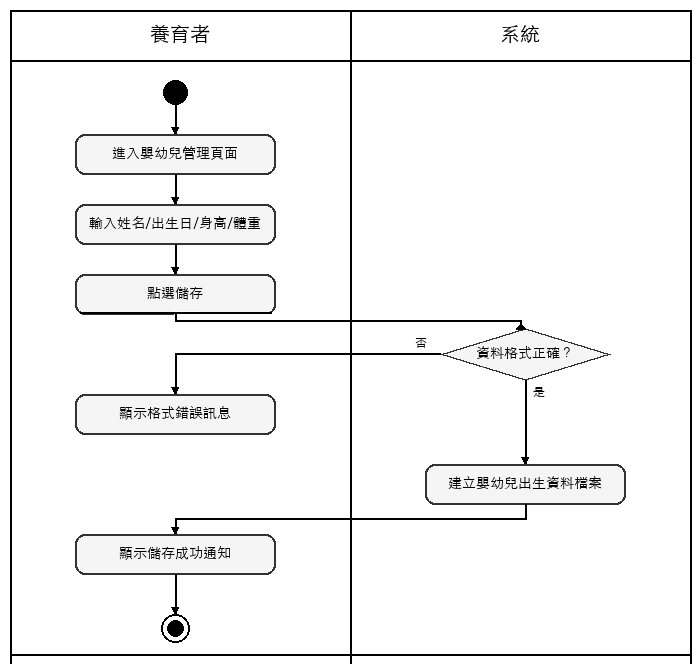 養育者
系統
進入嬰幼兒管理頁面
輸入姓名/出生日/身高/體重
點選儲存
否
資料格式正確？
是
顯示格式錯誤訊息
建立嬰幼兒出生資料檔案
顯示儲存成功通知